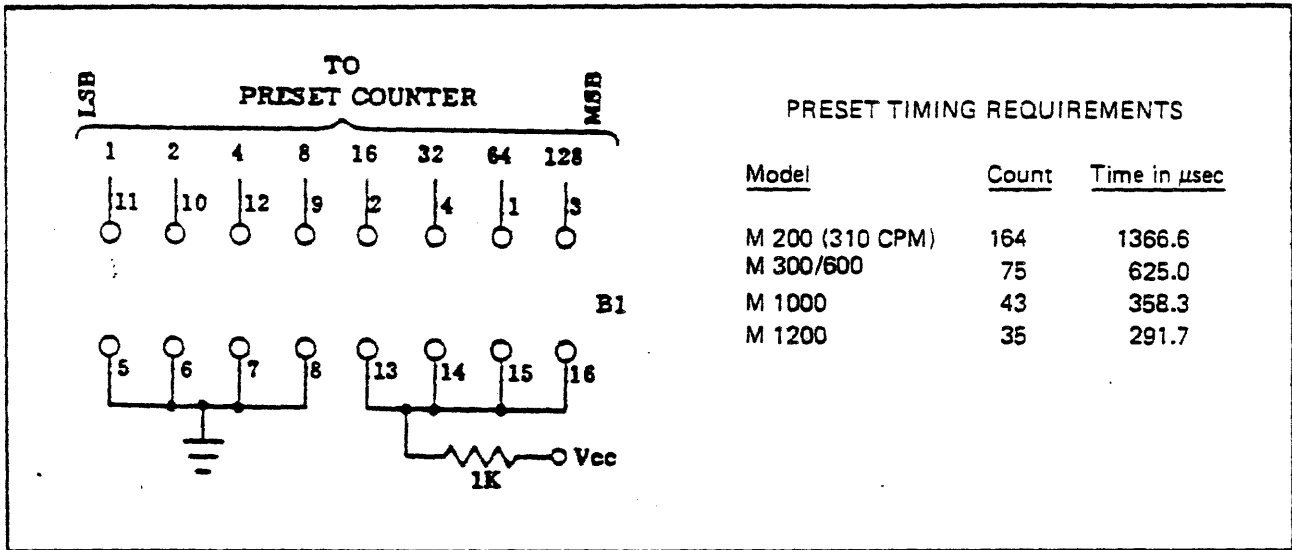 TO
PRESET COUNTER
LSB
MSB
1 2 4 8 16 32 64 128
11 10 12 9 2 4 1 3
B1
5 6 7 8 13 14 15 16
Vcc
1K
PRESET TIMING REQUIREMENTS
Model Count Time in µsec
M 200 (310 CPM) 164 1366.6
M 300/600 75 625.0
M 1000 43 358.3
M 1200 35 291.7